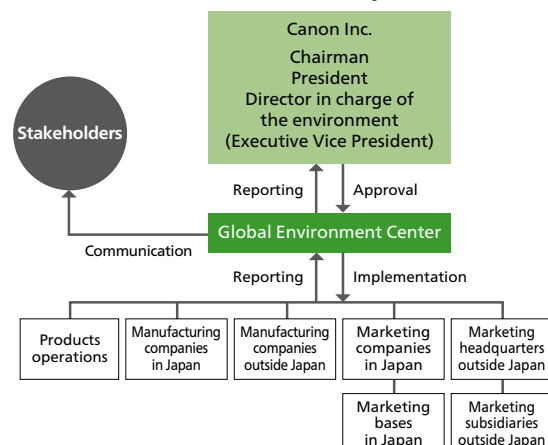 Canon Inc.
Chairman
President
Director in charge of
the environment
(Executive Vice President)
Stakeholders
Reporting
Approval
Global Environment Center
Communication
Reporting
Implementation
Products
operations
Manufacturing
companies
in Japan
Manufacturing
companies
outside Japan
Marketing
companies
in Japan
Marketing
headquarters
outside Japan
Marketing
bases
in Japan
Marketing
subsidiaries
outside Japan